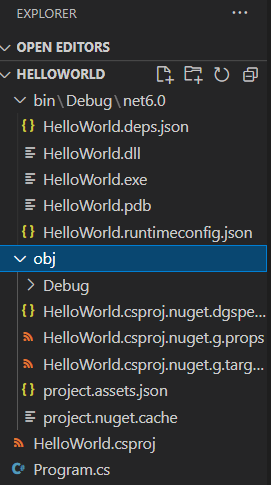 EXPLORER
OPEN EDITORS
HELLOWORLD
bin\Debug\net6.0
{} HelloWorld.deps.json
HelloWorld.dll
HelloWorld.exe
HelloWorld.pdb
{} HelloWorld.runtimeconfig.json
obj
Debug
{} HelloWorld.csproj.nuget.dgspe...
HelloWorld.csproj.nuget.g.props
HelloWorld.csproj.nuget.g.targ...
{} project.assets.json
project.nuget.cache
HelloWorld.csproj
C# Program.cs